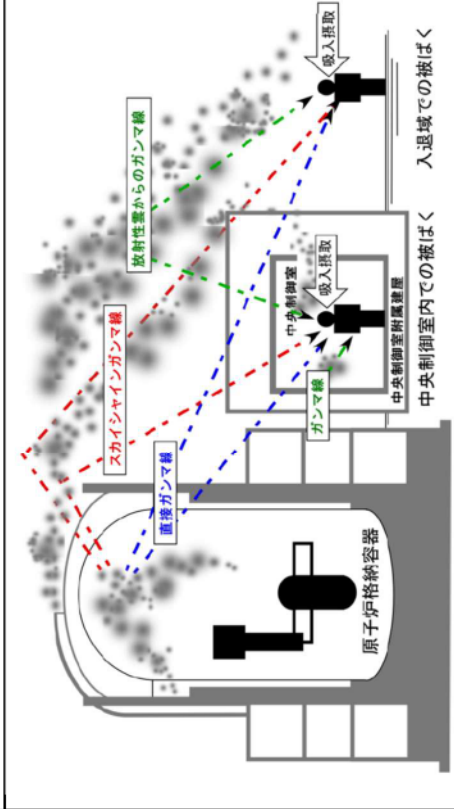 スカイシャインガンマ線
放射性雲からのガンマ線
直接ガンマ線
ガンマ線
吸入摂取
吸入摂取
中央制御室
中央制御室附属建屋
原子炉格納容器
中央制御室内での被ばく
入退域での被ばく